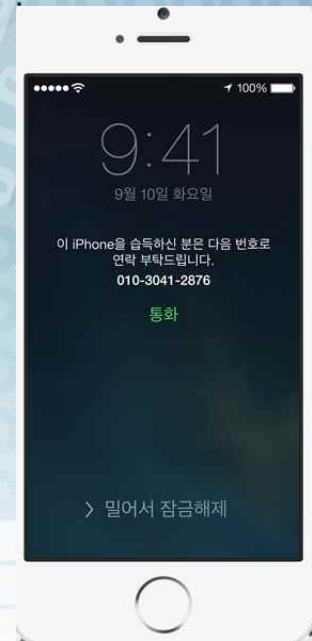 100%
9:41
9월 10일 화요일
이 iPhone을 습득하신 분은 다음 번호로
연락 부탁드립니다.
010-3041-2876
통화
> 밀어서 잠금해제